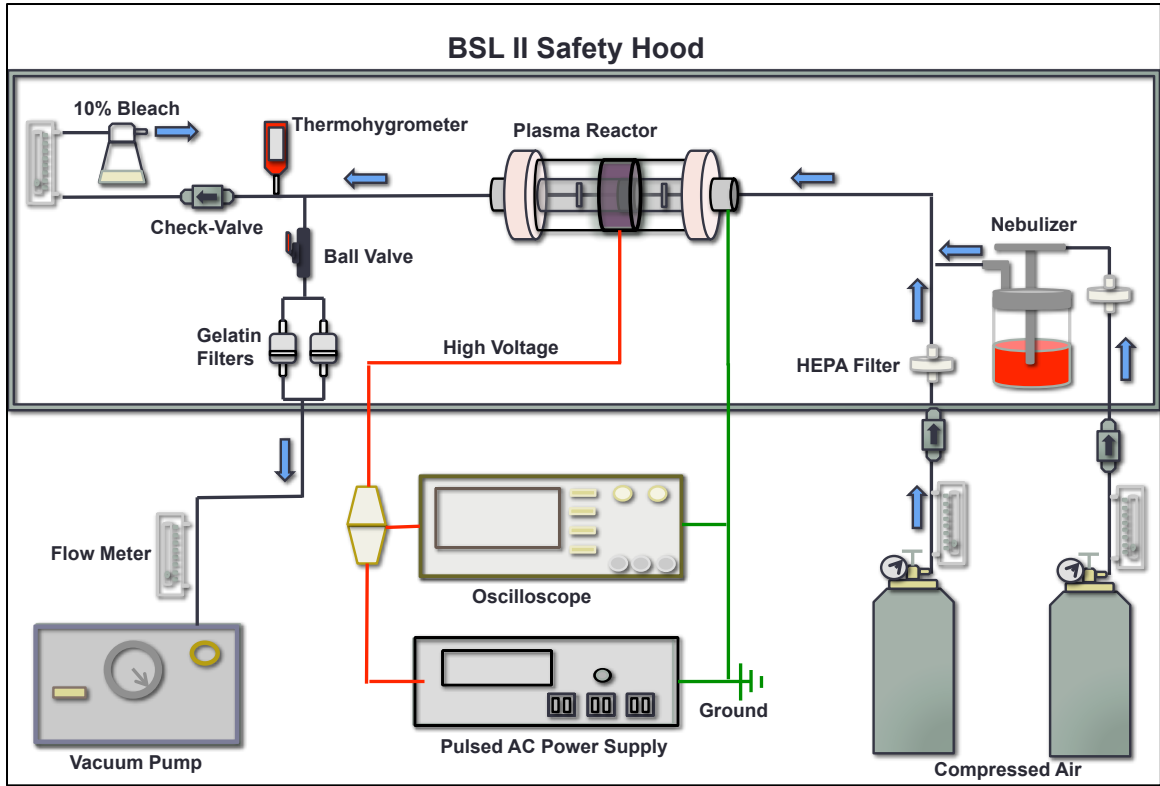 BSL II Safety Hood
10% Bleach
Thermohygrometer
Plasma Reactor
Check-Valve
Ball Valve
Nebulizer
Gelatin
Filters
High Voltage
HEPA Filter
Flow Meter
Oscilloscope
Ground
Pulsed AC Power Supply
Vacuum Pump
Compressed Air